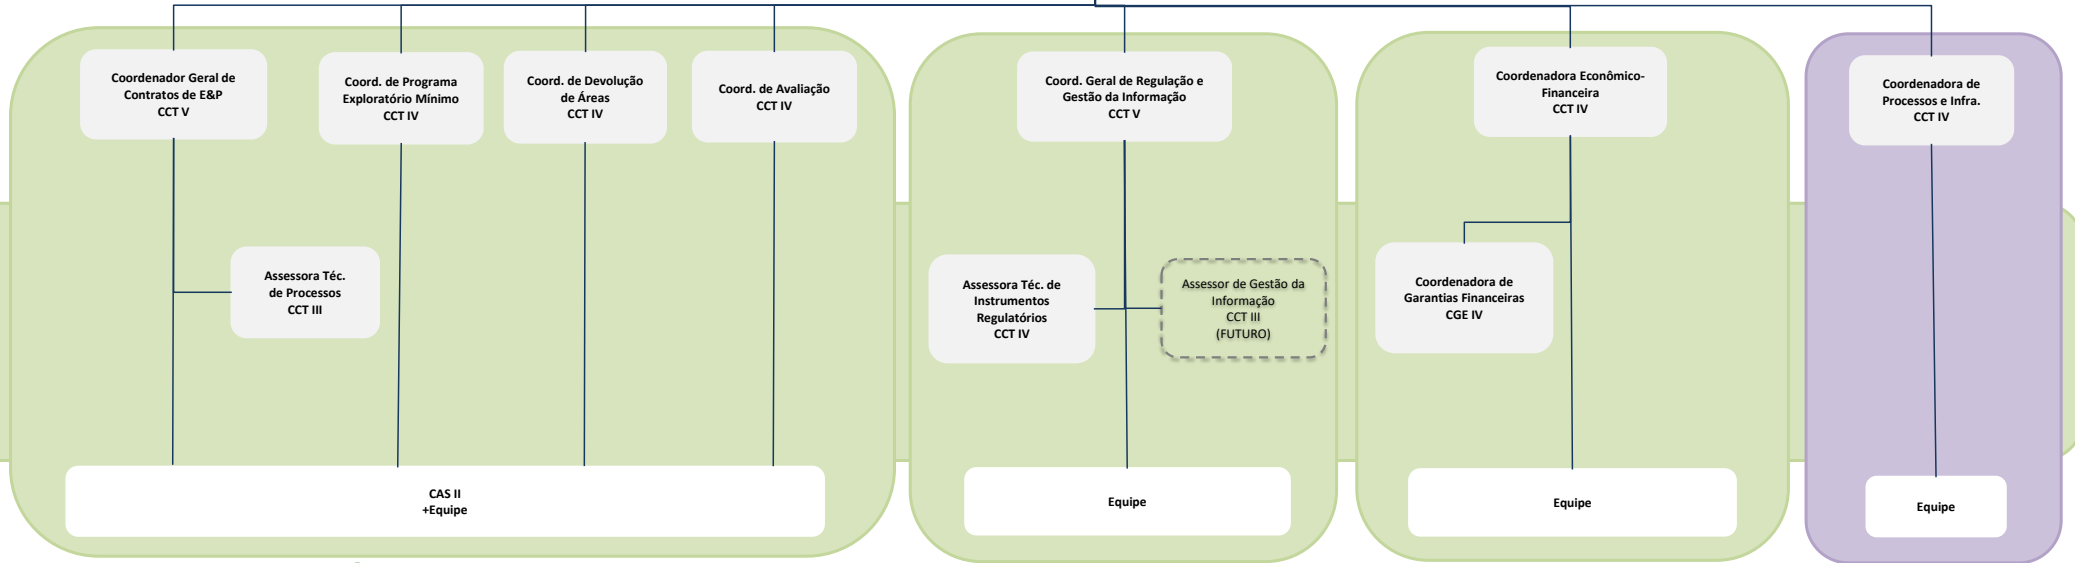 Coordenador Geral de
Contratos de E&P
CCT V
Coord. de Programa
Exploratório Mínimo
CCT IV
Coord. de Devolução
de Áreas
CCT IV
Coord. de Avaliação
CCT IV
Coord. Geral de Regulação e
Gestão da Informação
CCT V
Coordenadora Econômico-
Financeira
CCT IV
Coordenadora de
Processos e Infra.
CCT IV
Assessora Téc.
de Processos
CCT III
Assessora Téc. de
Instrumentos
Regulatórios
CCT IV
Assessor de Gestão da
Informação
CCT III
(FUTURO)
Coordenadora de
Garantias Financeiras
CGE IV
CAS II
+Equipe
Equipe
Equipe
Equipe